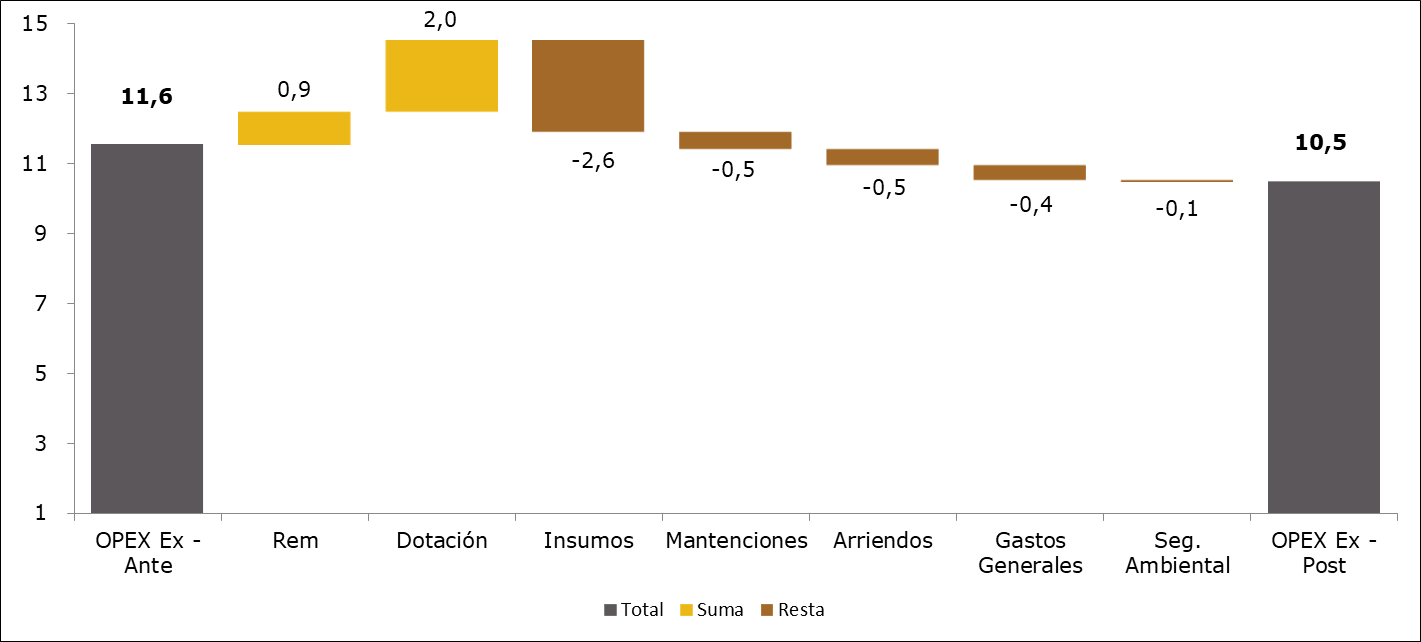 15
13
11
9
7
5
3
1
11,6
0,9
2,0
-2,6
-0,5
-0,5
-0,4
-0,1
10,5
OPEX Ex -
Ante
Rem
Dotación
Insumos
Mantenciones
Arriendos
Gastos
Generales
Seg.
Ambiental
OPEX Ex -
Post
Total Suma Resta